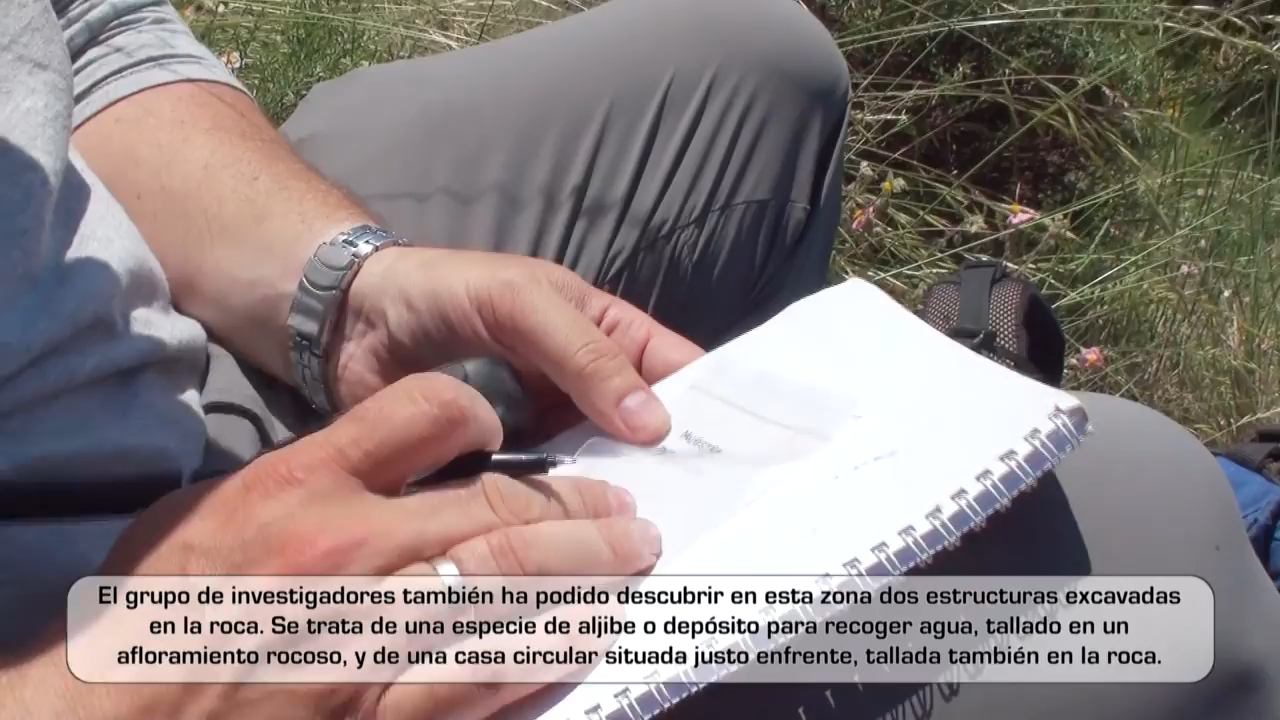 El grupo de investigadores también ha podido descubrir en esta zona dos estructuras excavadas
en la roca. Se trata de una especie de aljibe o depósito para recoger agua, tallado en un
afloramiento rocoso, y de una casa circular situada justo enfrente, tallada también en la roca.